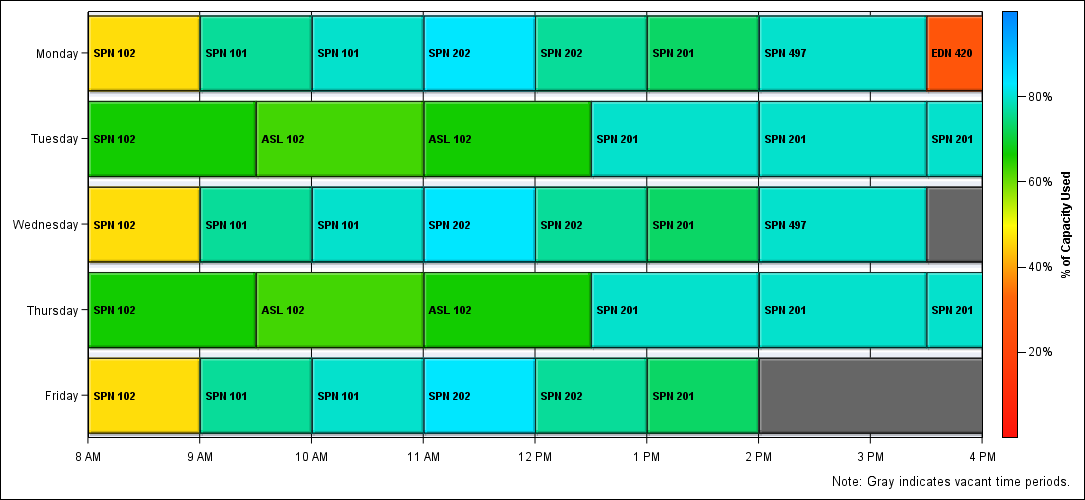 Monday SPN 102 SPN 101 SPN 101 SPN 202 SPN 202 SPN 201 SPN 497 EDN 420
80%
Tuesday SPN 102 ASL 102 ASL 102 SPN 201 SPN 201 SPN 201
60%
Wednesday SPN 102 SPN 101 SPN 101 SPN 202 SPN 202 SPN 201 SPN 497
% of Capacity Used
40%
Thursday SPN 102 ASL 102 ASL 102 SPN 201 SPN 201 SPN 201
20%
Friday SPN 102 SPN 101 SPN 101 SPN 202 SPN 202 SPN 201
8 AM 9 AM 10 AM 11 AM 12 PM 1 PM 2 PM 3 PM 4 PM
Note: Gray indicates vacant time periods.